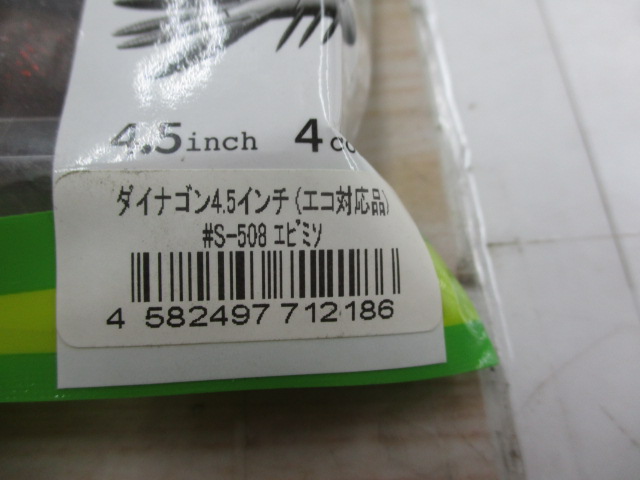 4.5inch 4
ダイナゴン4.5インチ(エコ対応品)
#S-508 エビミソ
4 582497 712186